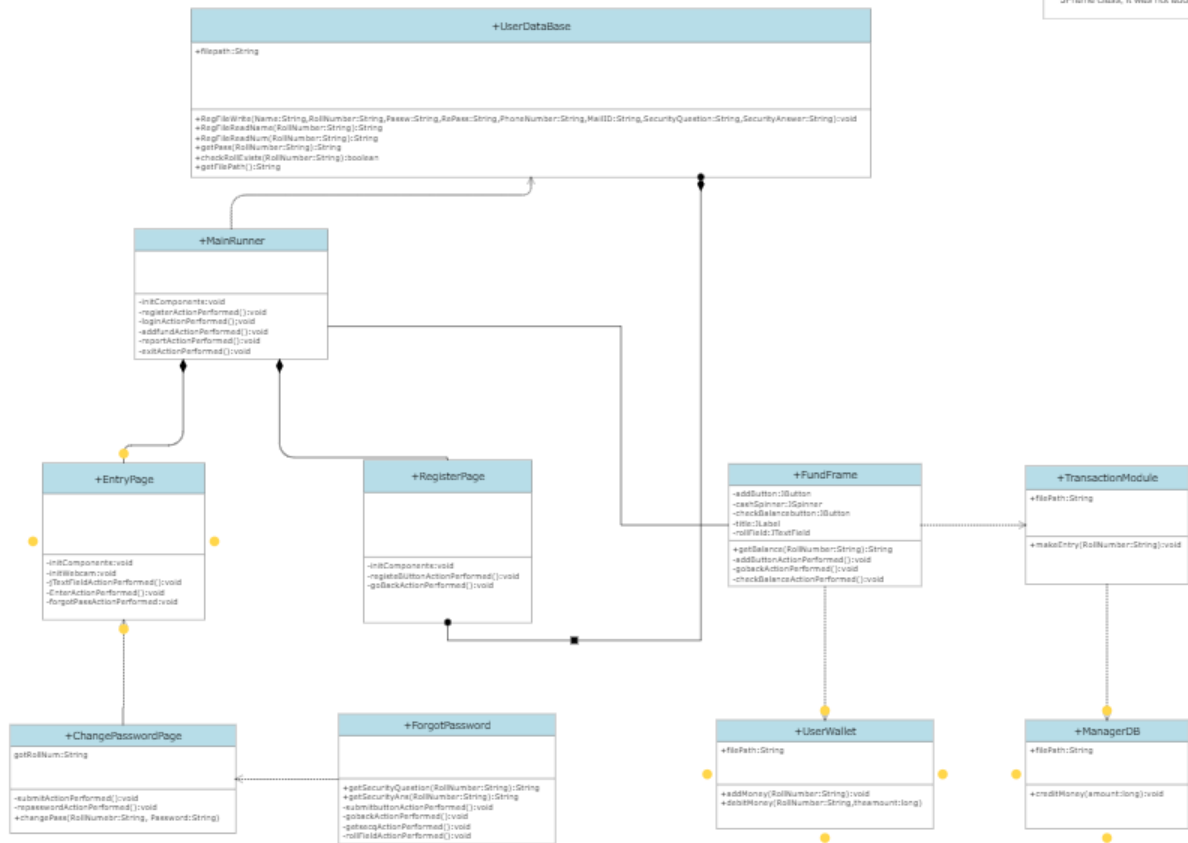 +UserDataBase
+filepath:String
+RegFileWrite(Name:String,RollNumber:String,Passw:String,RePass:String,PhoneNumber:String,MailID:String,SecurityQuestion:String,SecurityAnswer:String):void
+RegFileReadName(RollNumber:String):String
+RegFileReadNum(RollNumber:String):String
+getPass(RollNumber:String):String
+checkRollExists(RollNumber:String):boolean
+getFilePath():String
+MainRunner
-initComponents:void
-registerActionPerformed():void
-loginActionPerformed();void
-addfundActionPerformed():void
-reportActionPerformed():void
-exitActionPerformed():void
+EntryPage
-initComponents:void
-initWebcam:void
-jTextFieldActionPerformed():void
-EnterActionPerformed():void
-forgotPassActionPerformed:void
+RegisterPage
-initComponents:void
-registeButtonActionPerformed():void
-goBackActionPerformed():void
+FundFrame
-addButton:JButton
-cashSpinner:JSpinner
-checkBalancebutton:JButton
-title:JLabel
-rollField:JTextField
+getBalance(RollNumber:String):String
-addButtonActionPerformed():void
-gobackActionPerformed():void
-checkBalanceActionPerformed():void
+TransactionModule
+filePath:String
+makeEntry(RollNumber:String):void
+ChangePasswordPage
gotRollNum:String
-submitActionPerformed():void
-repasswordActionPerformed():void
+changePass(RollNumebr:String, Password:String)
+ForgotPassword
+getSecurityQuestion(RollNumber:String):String
+getSecurityAns(RollNumber:String):String
-submitbuttonActionPerformed():void
-gobackActionPerformed():void
-getsecqActionPerformed():void
-rollFieldActionPerformed():void
+UserWallet
+filePath:String
+addMoney(RollNumber:String):void
+debitMoney(RollNumber:String,theamount:long)
+ManagerDB
+filePath:String
+creditMoney(amount:long):void